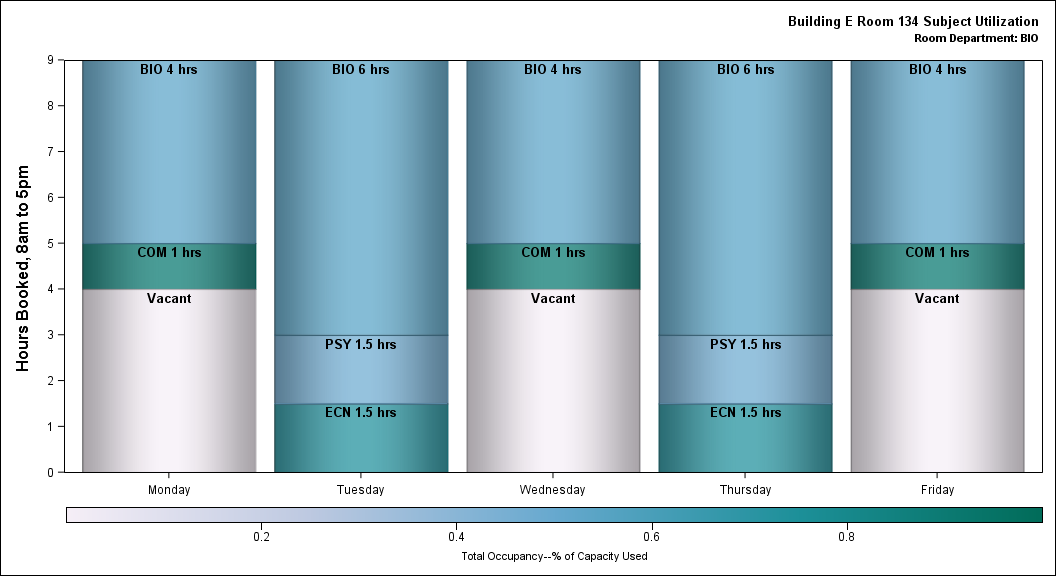 Building E Room 134 Subject Utilization
Room Department: BIO
Hours Booked, 8am to 5pm
9
8
7
6
5
4
3
2
1
0
BIO 4 hrs
COM 1 hrs
Vacant
BIO 6 hrs
PSY 1.5 hrs
ECN 1.5 hrs
BIO 4 hrs
COM 1 hrs
Vacant
BIO 6 hrs
PSY 1.5 hrs
ECN 1.5 hrs
BIO 4 hrs
COM 1 hrs
Vacant
Monday Tuesday Wednesday Thursday Friday
0.2 0.4 0.6 0.8
Total Occupancy--% of Capacity Used